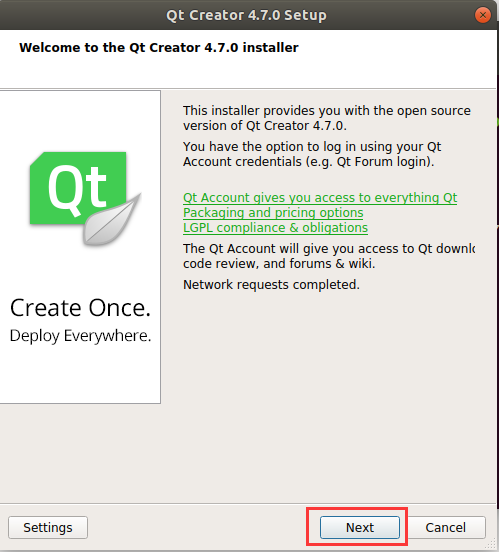 Qt Creator 4.7.0 Setup
Welcome to the Qt Creator 4.7.0 installer
Qt
Create Once.
Deploy Everywhere.
This installer provides you with the open source
version of Qt Creator 4.7.0.
You have the option to log in using your Qt
Account credentials (e.g. Qt Forum login).
Qt Account gives you access to everything Qt
Packaging and pricing options
LGPL compliance & obligations
The Qt Account will give you access to Qt downlo
code review, and forums & wiki.
Network requests completed.
Settings
Next
Cancel